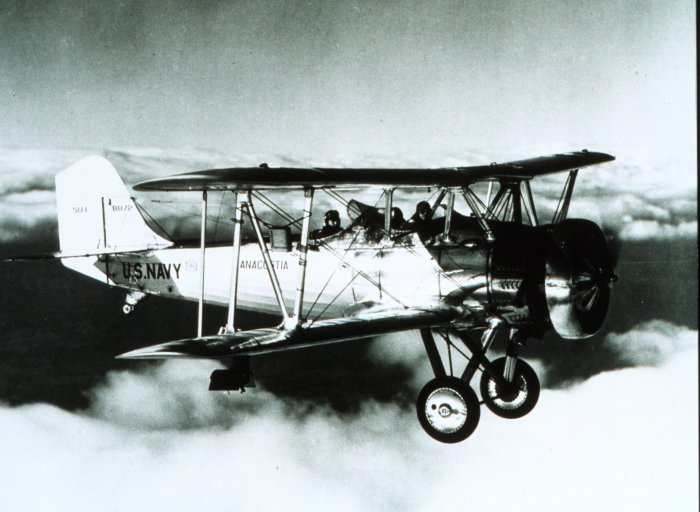 SU-1 8872
U.S. NAVY
ANACOSTIA